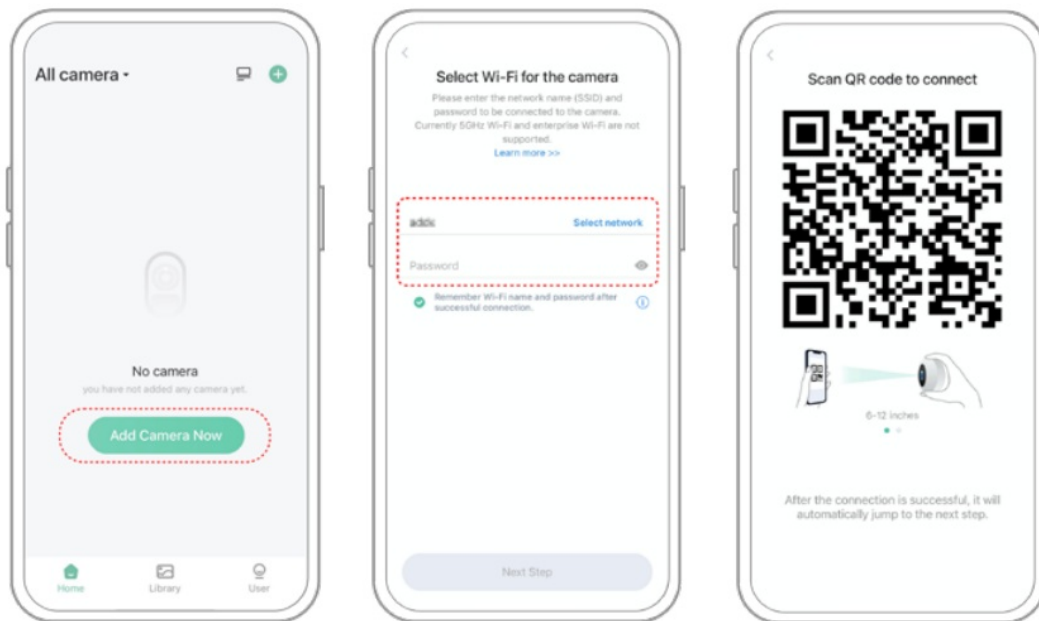 All camera
No camera
you have not added any camera yet.
Add Camera Now
Home
Library
User
Select Wi-Fi for the camera
Please enter the network name (SSID) and
password to be connected to the camera.
Currently 5GHz Wi-Fi and enterprise Wi-Fi are not
supported.
Learn more >>
addx Select network
Password
Remember Wi-Fi name and password after
successful connection.
Next Step
Scan QR code to connect
6-12 inches
After the connection is successful, it will
automatically jump to the next step.